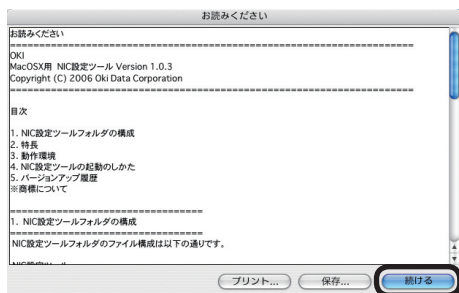 お読みください
お読みください
==========================================================================
OKI
MacOSX用 NIC設定ツール Version 1.0.3
Copyright (C) 2006 Oki Data Corporation
==========================================================================
目次
1. NIC設定ツールフォルダの構成
2. 特長
3. 動作環境
4. NIC設定ツールの起動のしかた
5. バージョンアップ履歴
※商標について
===================================
1. NIC設定ツールフォルダの構成
===================================
NIC設定ツールフォルダのファイル構成は以下の通りです。
プリント... 保存... 続ける